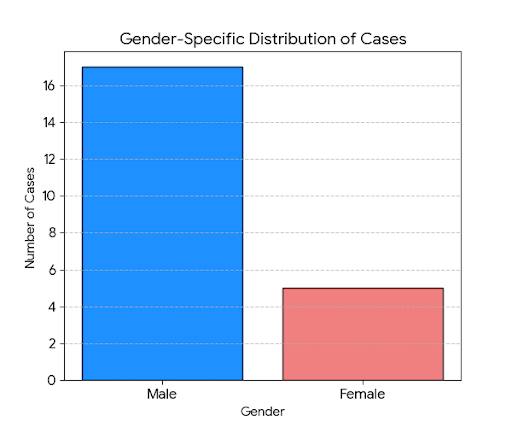 Gender-Specific Distribution of Cases
Number of Cases
16
14
12
10
8
6
4
2
0
Male Female
Gender